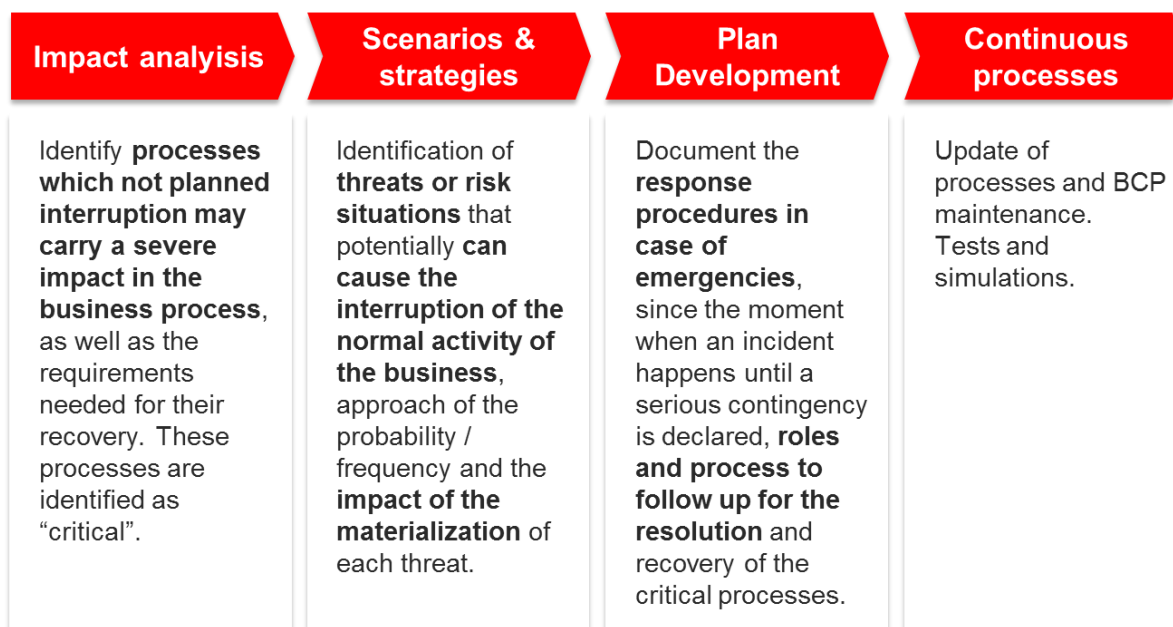 Impact analyisis
Scenarios &
strategies
Plan
Development
Continuous
processes
Identify processes
which not planned
interruption may
carry a severe
impact in the
business process,
as well as the
requirements
needed for their
recovery. These
processes are
identified as
“critical”.
Identification of
threats or risk
situations that
potentially can
cause the
interruption of the
normal activity of
the business,
approach of the
probability /
frequency and the
impact of the
materialization of
each threat.
Document the
response
procedures in
case of
emergencies,
since the moment
when an incident
happens until a
serious contingency
is declared, roles
and process to
follow up for the
resolution and
recovery of the
critical processes.
Update of
processes and BCP
maintenance.
Tests and
simulations.